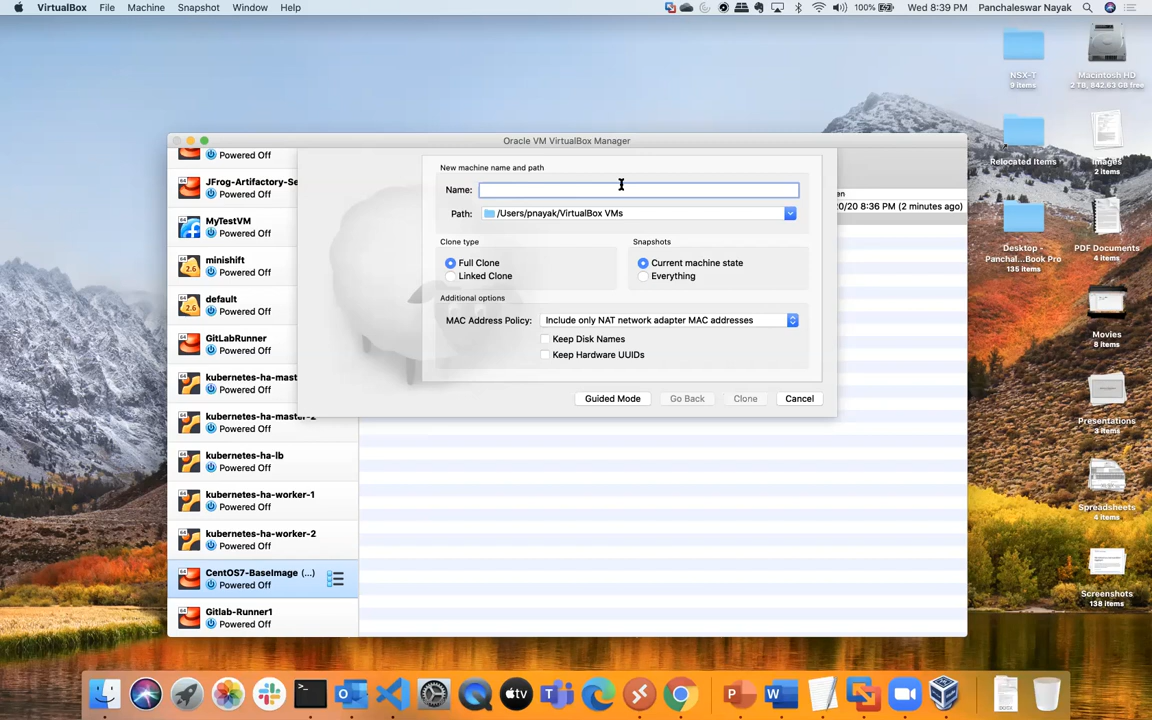 VirtualBox File Machine Snapshot Window Help 100% Wed 8:39 PM Panchaleswar Nayak
NSX-T
9 items
Macintosh HD
2 TB, 842.63 GB free
Relocated Items
Images
2 items
Desktop -
Panchal...Book Pro
135 items
PDF Documents
4 items
Movies
8 items
Presentations
3 items
Spreadsheets
4 items
Screenshots
138 items
Oracle VM VirtualBox Manager
Powered Off
JFrog-Artifactory-Se
Powered Off
MyTestVM
Powered Off
minishift
Powered Off
default
Powered Off
GitLabRunner
Powered Off
kubernetes-ha-mast
Powered Off
kubernetes-ha-master-2
Powered Off
kubernetes-ha-lb
Powered Off
kubernetes-ha-worker-1
Powered Off
kubernetes-ha-worker-2
Powered Off
CentOS7-BaseImage (...)
Powered Off
Gitlab-Runner1
Powered Off
en
0/20 8:36 PM (2 minutes ago)
New machine name and path
Name:
Path: /Users/pnayak/VirtualBox VMs
Clone type
Full Clone
Linked Clone
Snapshots
Current machine state
Everything
Additional options
MAC Address Policy: Include only NAT network adapter MAC addresses
Keep Disk Names
Keep Hardware UUIDs
Guided Mode Go Back Clone Cancel